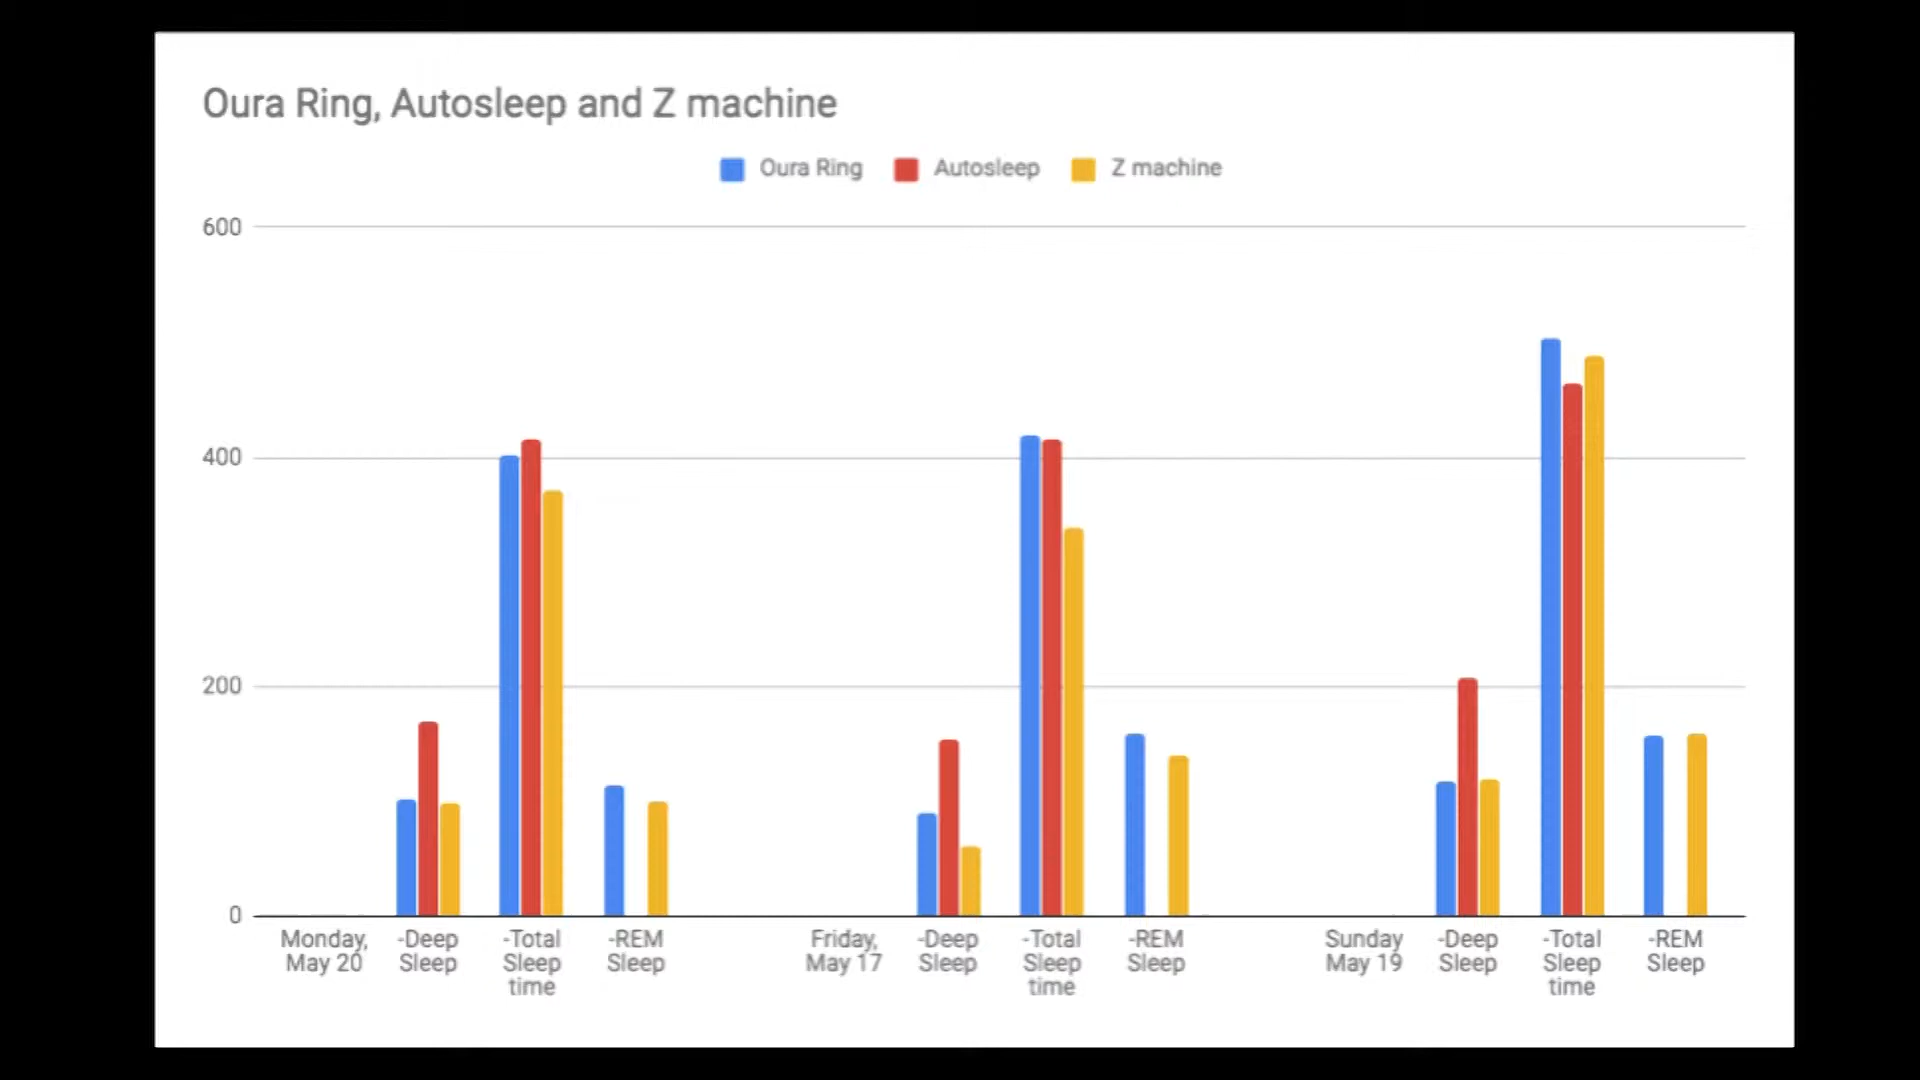 Oura Ring, Autosleep and Z machine
Oura Ring Autosleep Z machine
600
400
200
0
Monday,
May 20
-Deep
Sleep
-Total
Sleep
time
-REM
Sleep
Friday,
May 17
-Deep
Sleep
-Total
Sleep
time
-REM
Sleep
Sunday
May 19
-Deep
Sleep
-Total
Sleep
time
-REM
Sleep